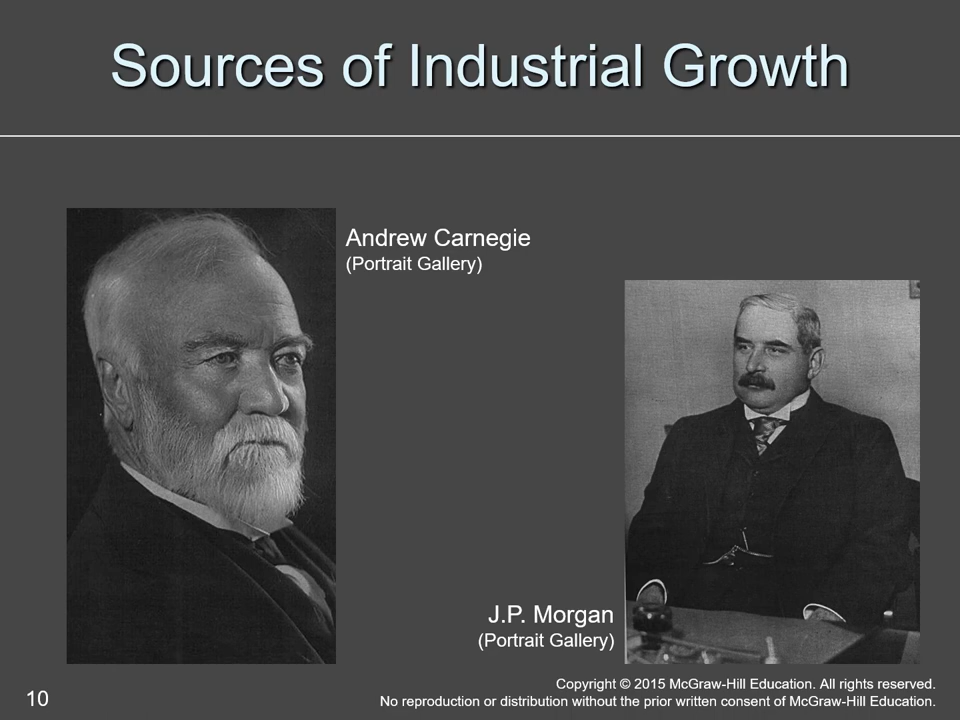 Sources of Industrial Growth
Andrew Carnegie
(Portrait Gallery)
J.P. Morgan
(Portrait Gallery)
10
Copyright © 2015 McGraw-Hill Education. All rights reserved.
No reproduction or distribution without the prior written consent of McGraw-Hill Education.